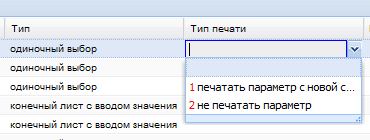 Тип Тип печати
одиночный выбор
одиночный выбор
одиночный выбор
1 печатать параметр с новой с...
конечный лист с вводом значения
2 не печатать параметр
конечный лист с вводом значения